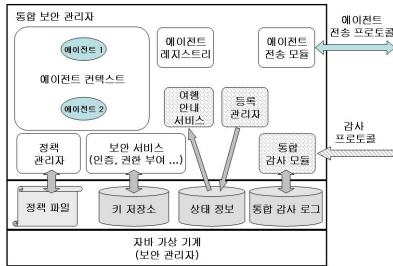 통합 보안 관리자
에이전트 1
에이전트 컨텍스트
에이전트 2
에이전트
레지스트리
에이전트
전송 모듈
에이전트
전송 프로토콜
여행
안내
서비스
등록
관리자
정책
관리자
보안 서비스
(인증, 권한 부여 ...)
통합
감사 모듈
감사
프로토콜
정책 파일
키 저장소
상태 정보
통합 감사 로그
자바 가상 기계
(보안 관리자)